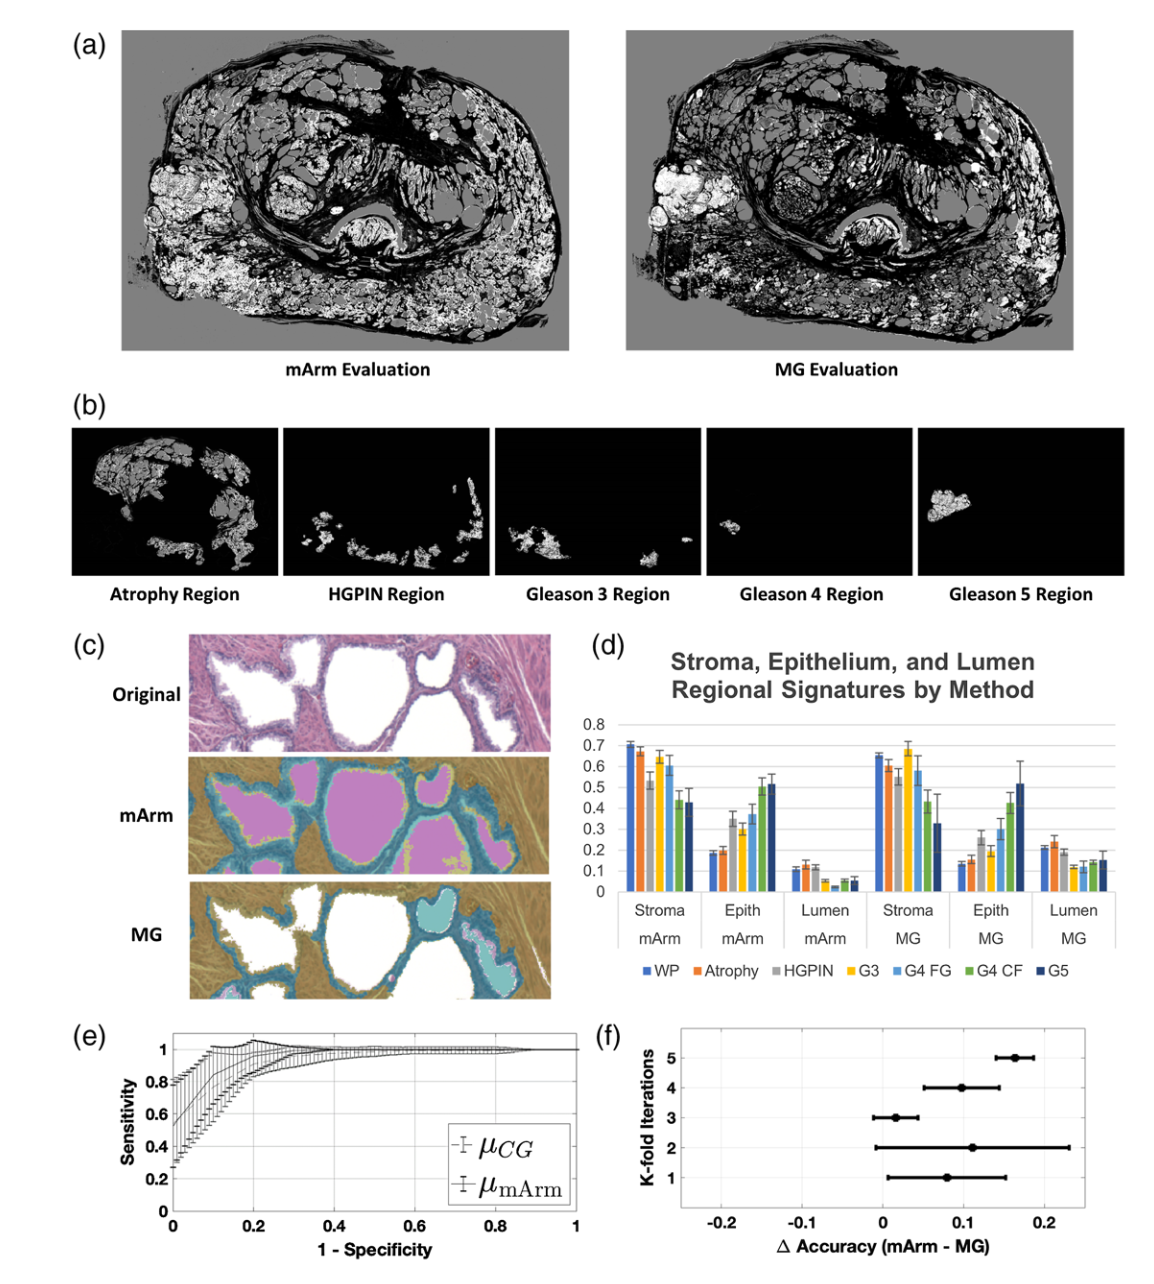 (a)
mArm Evaluation
MG Evaluation
(b)
Atrophy Region
HGPIN Region
Gleason 3 Region
Gleason 4 Region
Gleason 5 Region
(c)
Original
mArm
MG
(d)
Stroma, Epithelium, and Lumen
Regional Signatures by Method
0.8
0.7
0.6
0.5
0.4
0.3
0.2
0.1
0
Stroma Epith Lumen Stroma Epith Lumen
mArm mArm mArm MG MG MG
WP Atrophy HGPIN G3 G4 FG G4 CF G5
(e)
Sensitivity
1
0.8
0.6
0.4
0.2
0
μCG
μmArm
0 0.2 0.4 0.6 0.8 1
1 - Specificity
(f)
K-fold Iterations
5
4
3
2
1
-0.2 -0.1 0 0.1 0.2
Δ Accuracy (mArm - MG)